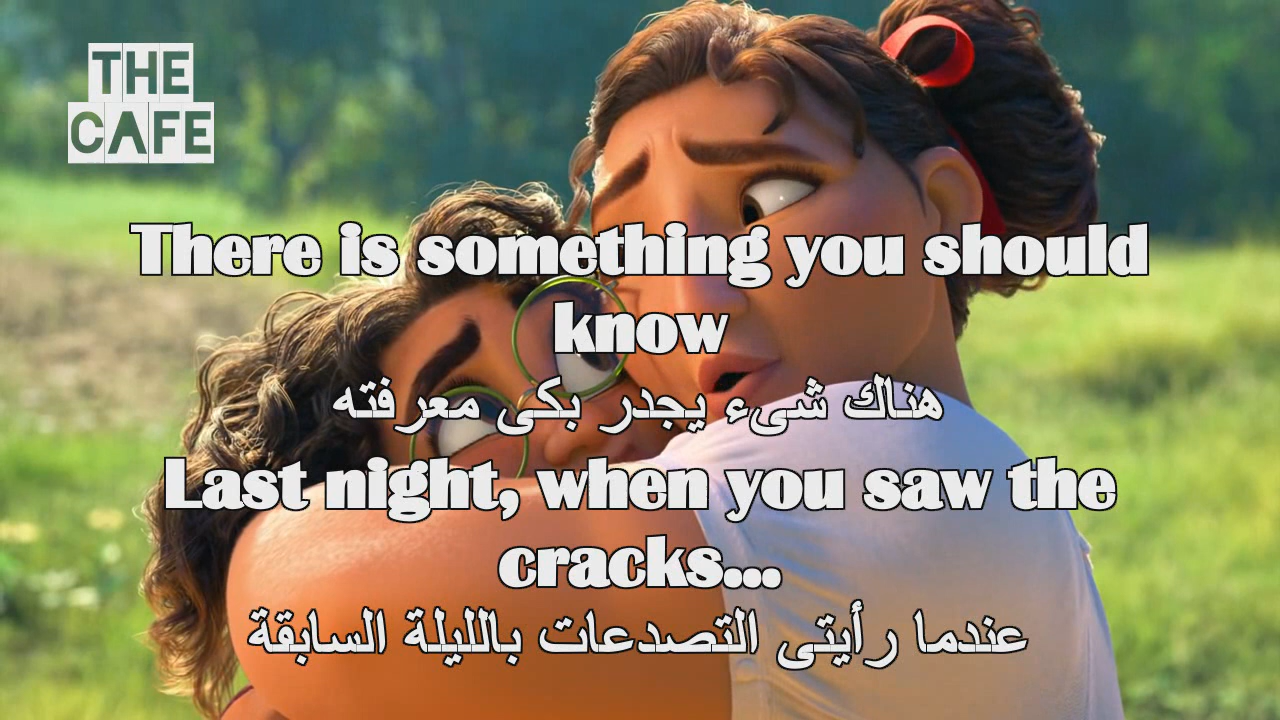 THE
CAFE
There is something you should
know
هناك شىء يجدر بكى معرفته
Last night, when you saw the
cracks...
عندما رأيتى التصدعات بالليلة السابقة